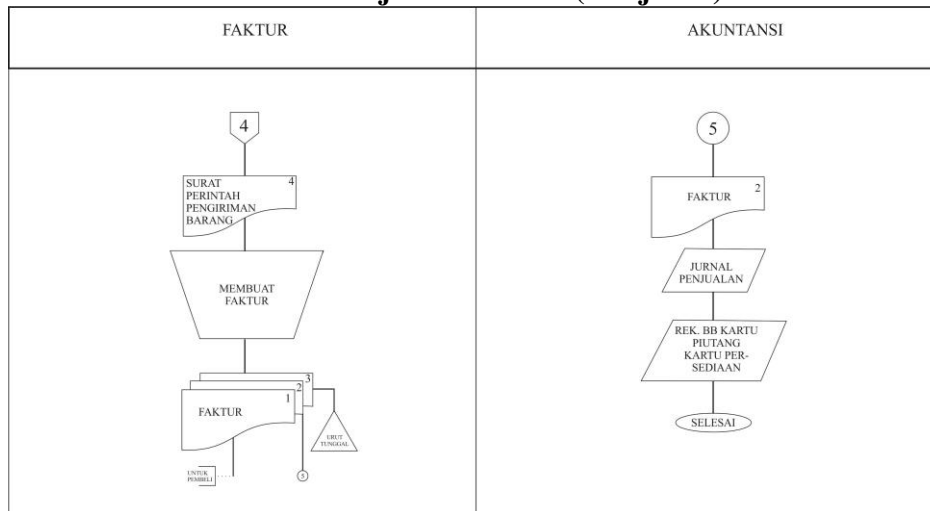 FAKTUR
AKUNTANSI
4
SURAT
PERINTAH
PENGIRIMAN
BARANG
4
MEMBUAT
FAKTUR
3
2
1
FAKTUR
URUT
TUNGGAL
UNTUK
PEMBELI
5
5
FAKTUR
2
JURNAL
PENJUALAN
REK. BB KARTU
PIUTANG
KARTU PER-
SEDIAAN
SELESAI